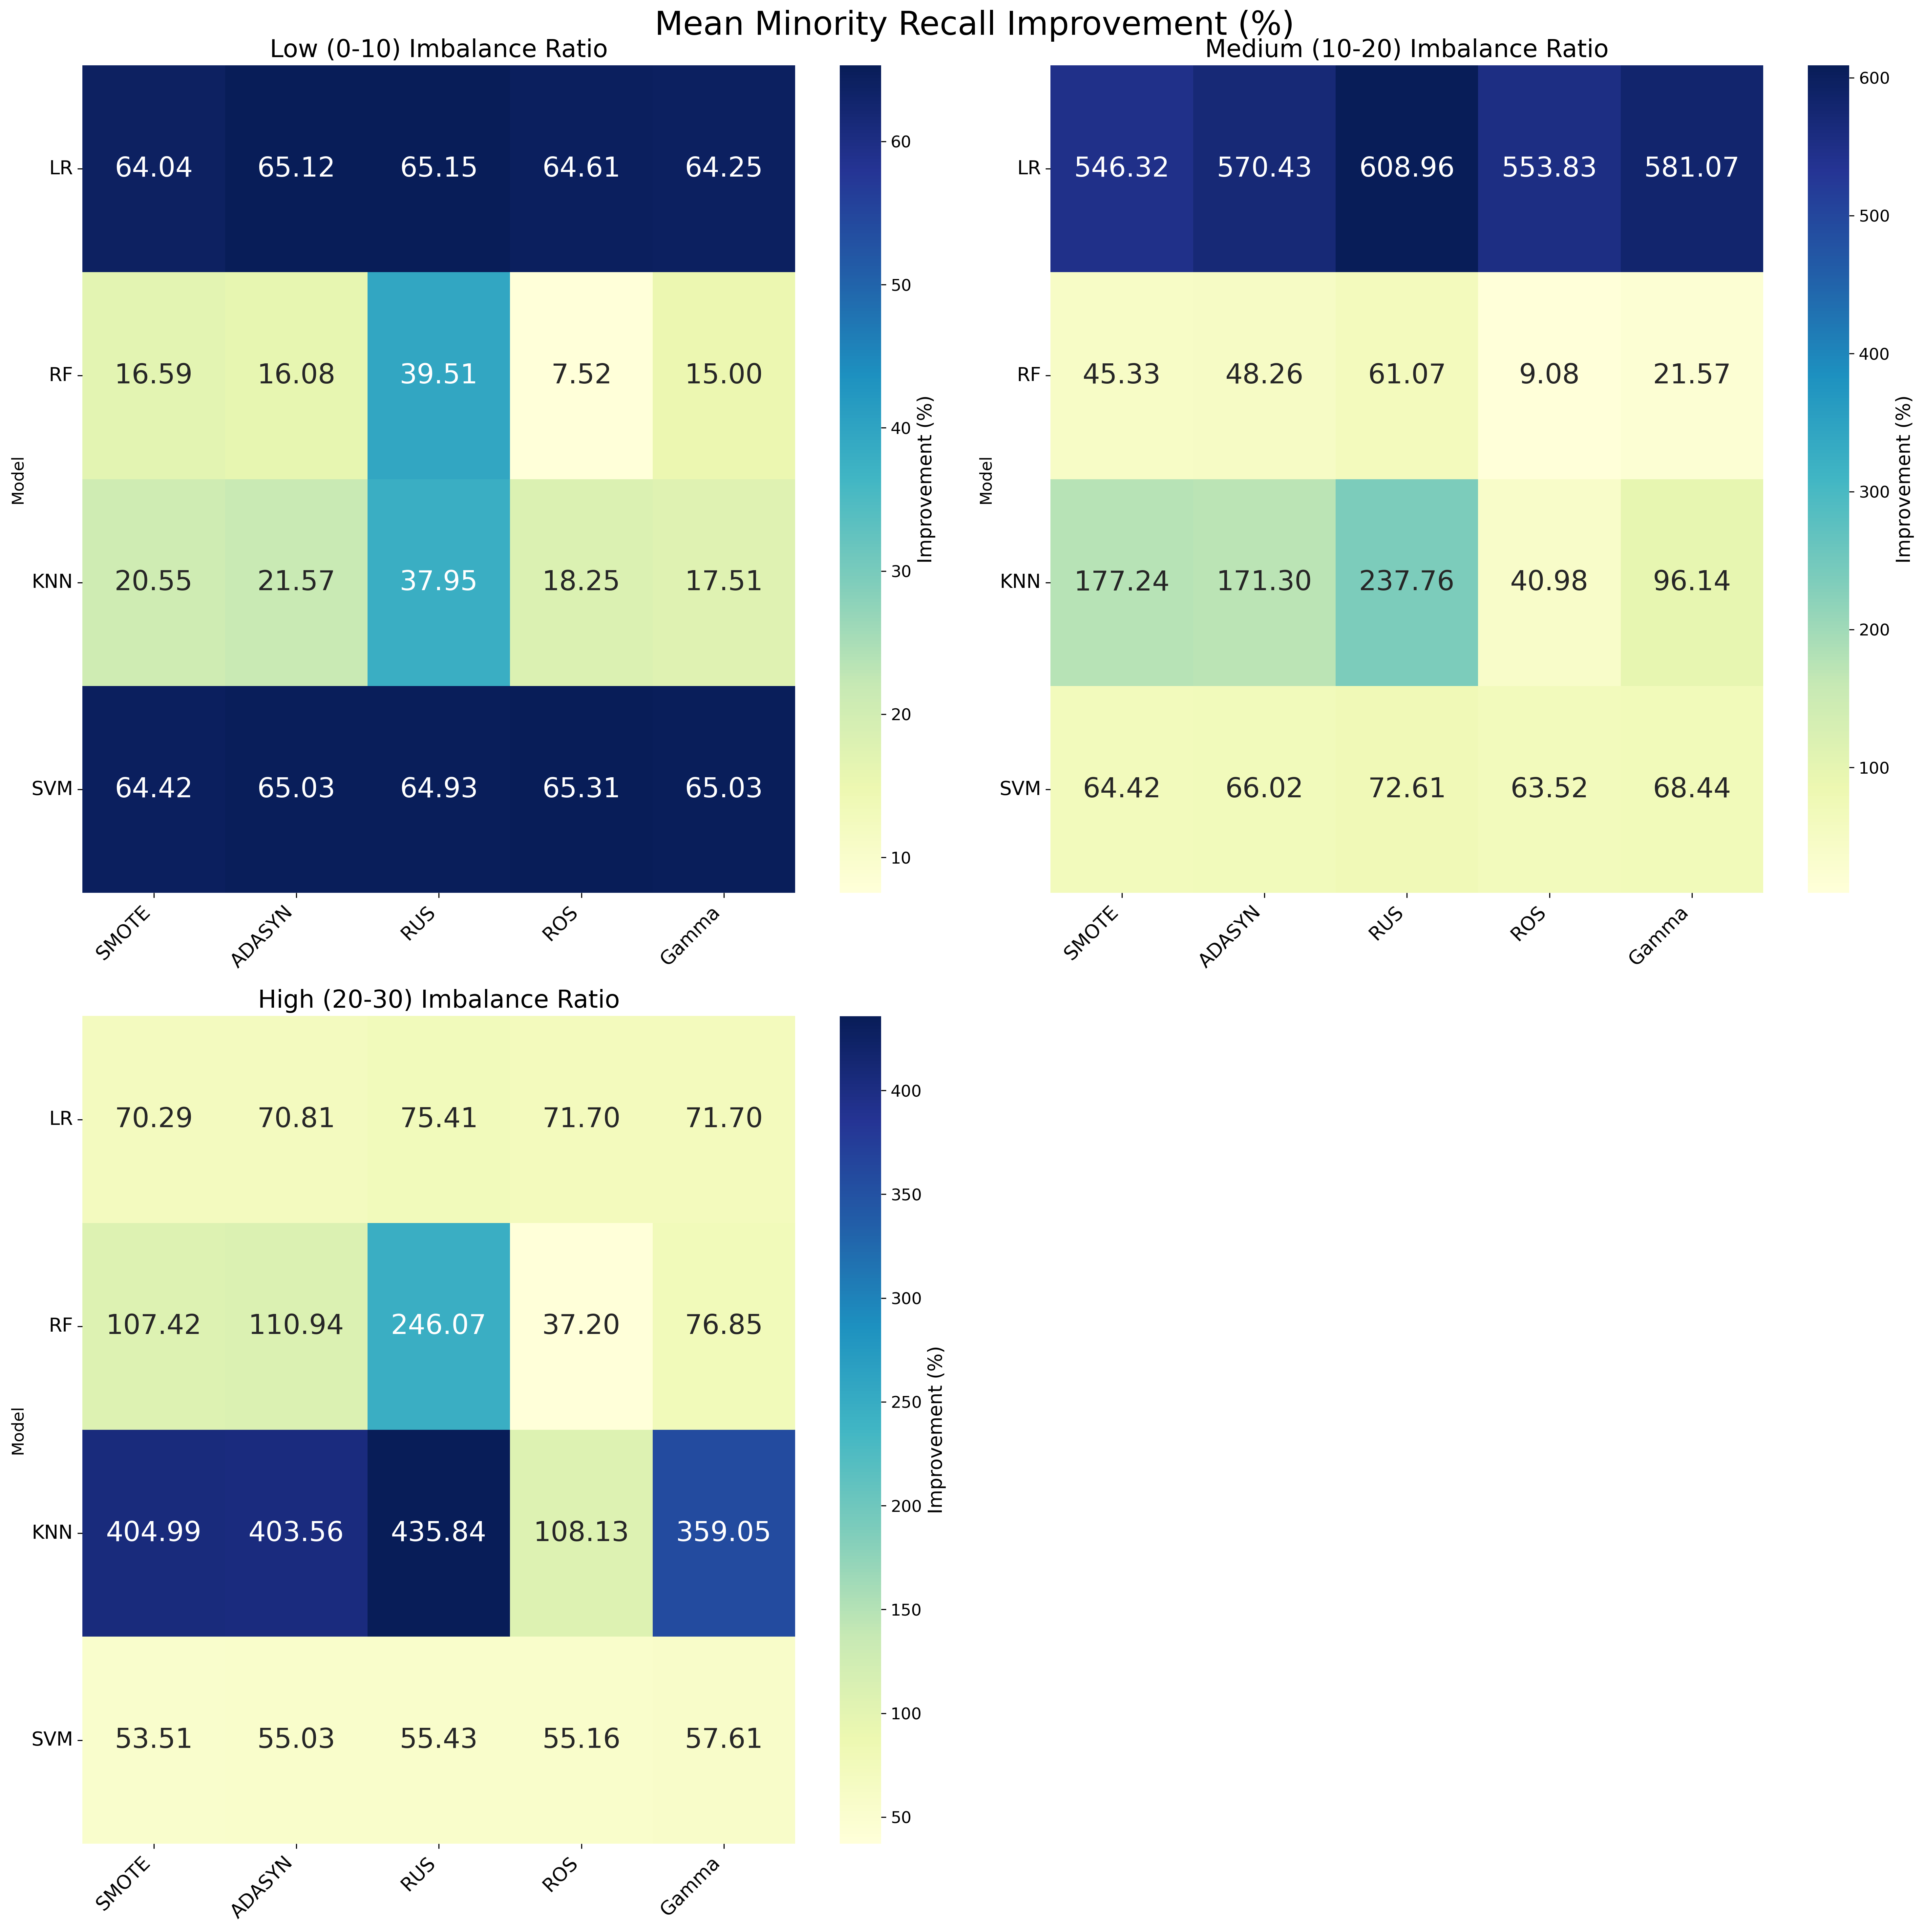 Mean Minority Recall Improvement (%)
Low (0-10) Imbalance Ratio
Model
LR 64.04 65.12 65.15 64.61 64.25
RF 16.59 16.08 39.51 7.52 15.00
KNN 20.55 21.57 37.95 18.25 17.51
SVM 64.42 65.03 64.93 65.31 65.03
SMOTE ADASYN RUS ROS Gamma
60
50
40
30
20
10
Improvement (%)
Medium (10-20) Imbalance Ratio
Model
LR 546.32 570.43 608.96 553.83 581.07
RF 45.33 48.26 61.07 9.08 21.57
KNN 177.24 171.30 237.76 40.98 96.14
SVM 64.42 66.02 72.61 63.52 68.44
SMOTE ADASYN RUS ROS Gamma
600
500
400
300
200
100
Improvement (%)
High (20-30) Imbalance Ratio
Model
LR 70.29 70.81 75.41 71.70 71.70
RF 107.42 110.94 246.07 37.20 76.85
KNN 404.99 403.56 435.84 108.13 359.05
SVM 53.51 55.03 55.43 55.16 57.61
SMOTE ADASYN RUS ROS Gamma
400
350
300
250
200
150
100
50
Improvement (%)